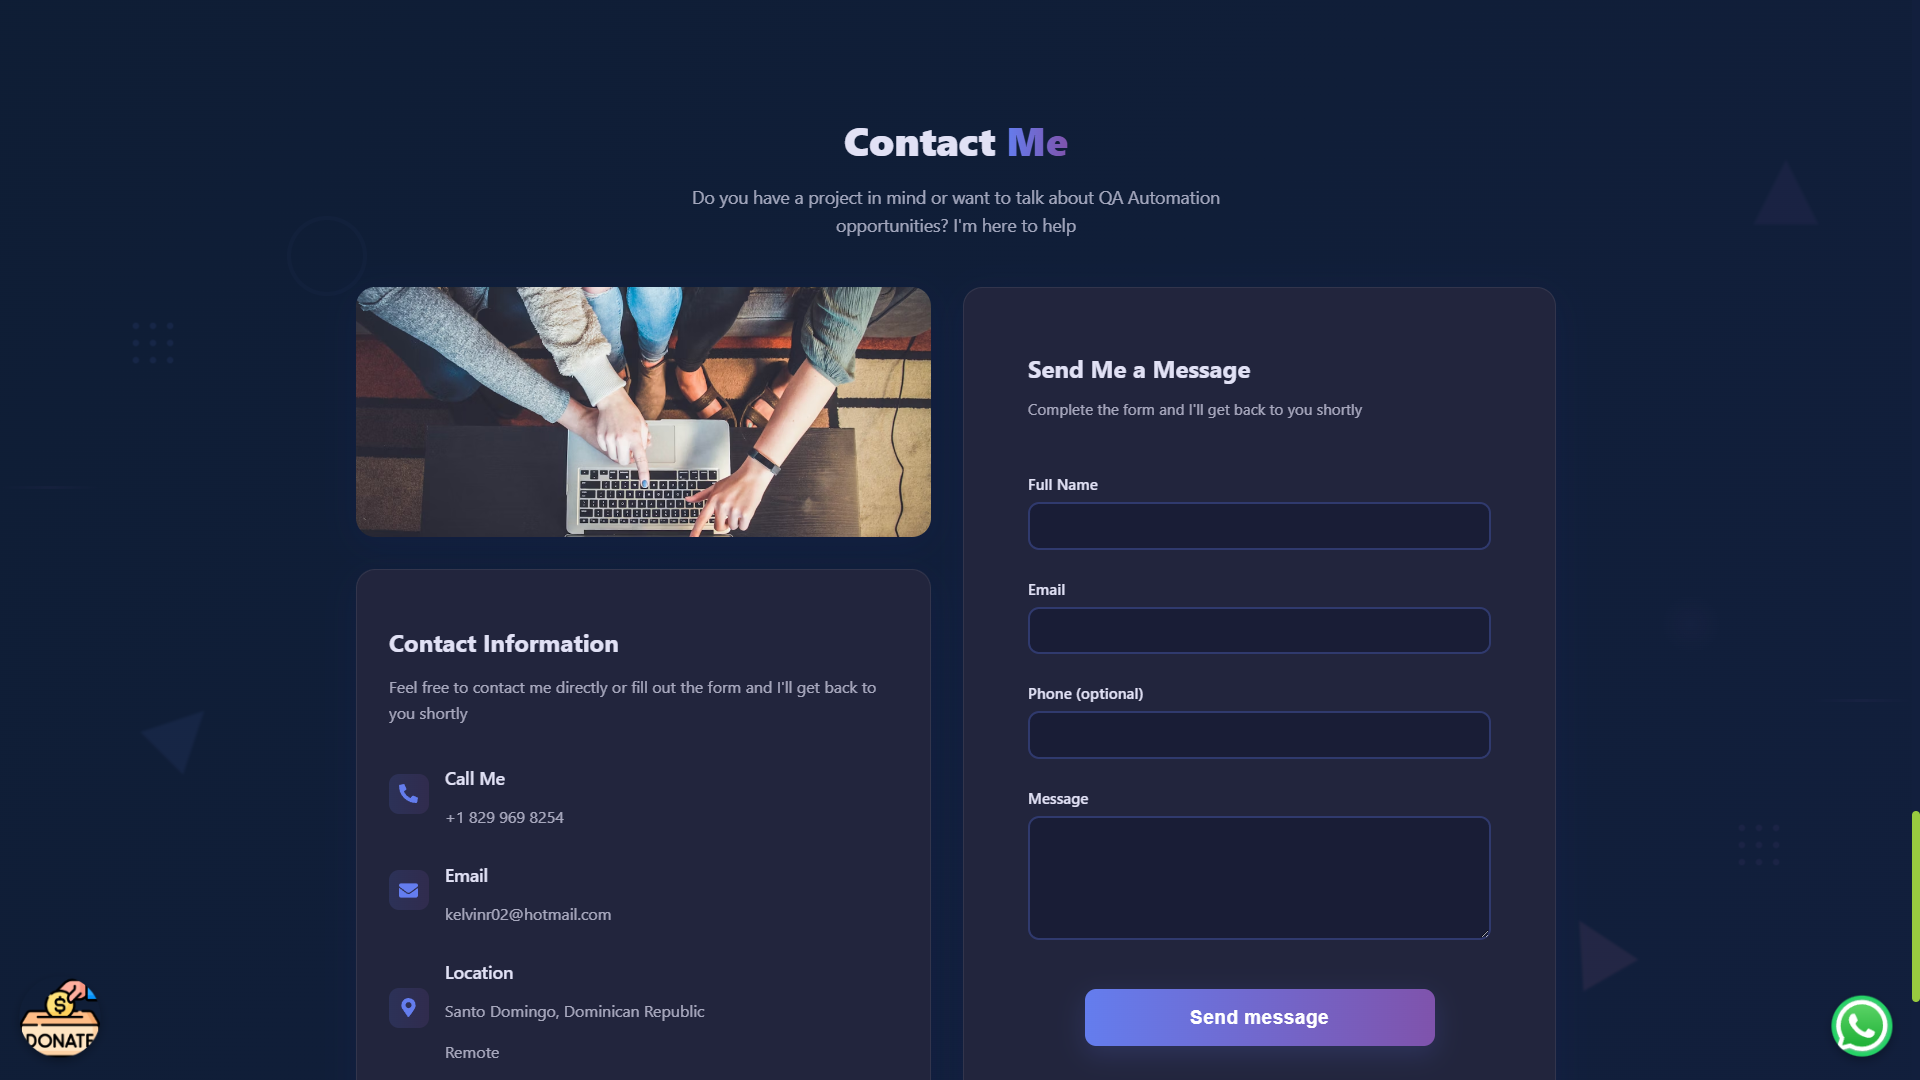 Contact Me
Do you have a project in mind or want to talk about QA Automation
opportunities? I'm here to help
Contact Information
Feel free to contact me directly or fill out the form and I'll get back to
you shortly
Call Me
+1 829 969 8254
Email
kelvinr02@hotmail.com
Location
Santo Domingo, Dominican Republic
Remote
Send Me a Message
Complete the form and I'll get back to you shortly
Full Name
Email
Phone (optional)
Message
Send message
$
DONATE